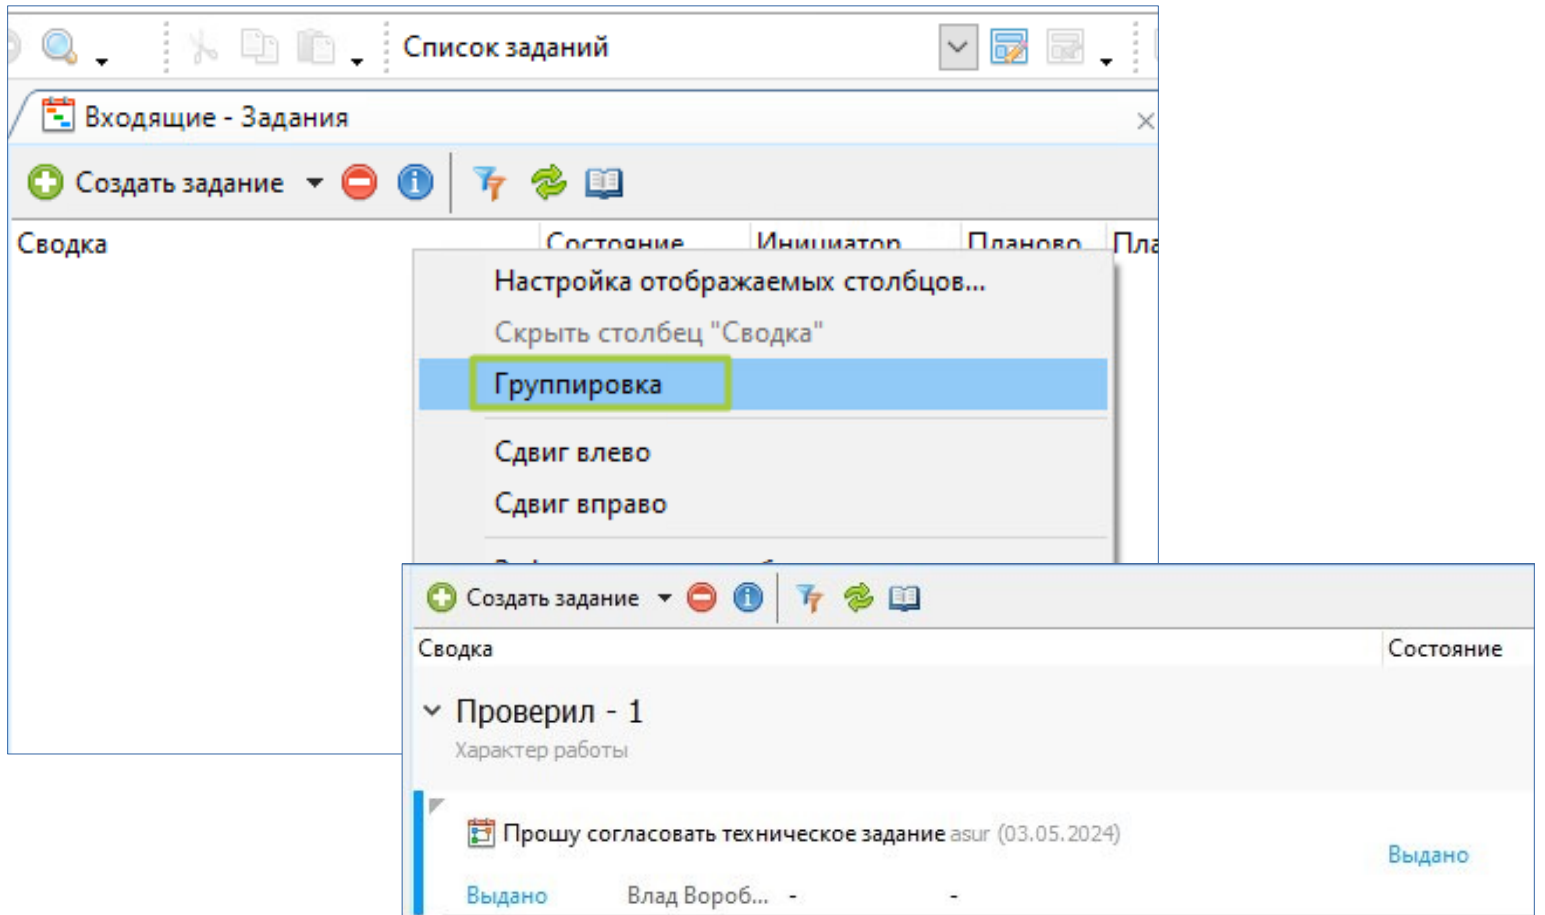 Список заданий
Входящие - Задания
Создать задание
Сводка Состояние Инициатор Планово
Настройка отображаемых столбцов...
Скрыть столбец "Сводка"
Группировка
Сдвиг влево
Сдвиг вправо
Создать задание
Сводка Состояние
Проверил - 1
Характер работы
Прошу согласовать техническое задание asur (03.05.2024)
Выдано
Выдано Влад Вороб... - -